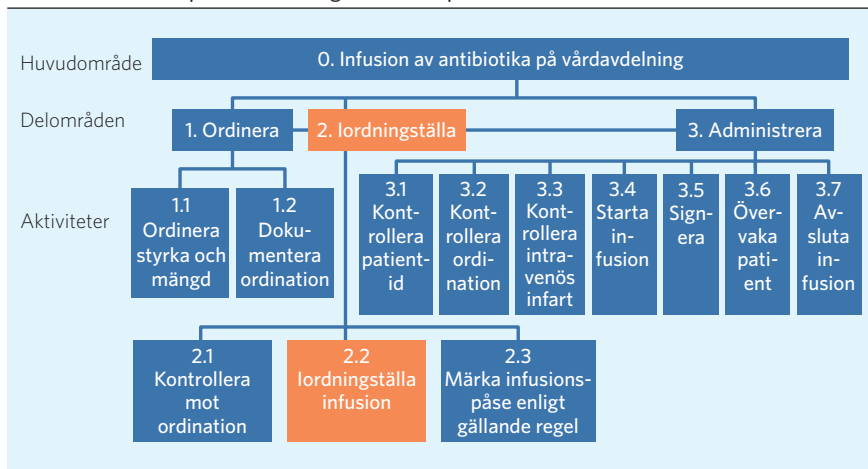 Huvudområde
0. Infusion av antibiotika på vårdavdelning
Delområden
1. Ordinera
2. Iordningställa
3. Administrera
Aktiviteter
1.1
Ordinera
styrka och
mängd
1.2
Doku-
mentera
ordination
3.1
Kont-
rollera
patient-
id
3.2
Kont-
rollera
ordi-
nation
3.3
Kont-
rollera
intra-
venös
infart
3.4
Starta
in-
fusion
3.5
Sign-
era
3.6
Över-
vaka
pati-
ent
3.7
Av-
sluta
in-
fusion
2.1
Kontrollera
mot
ordination
2.2
Iordningställa
infusion
2.3
Märka infusions-
påse enligt
gällande regel